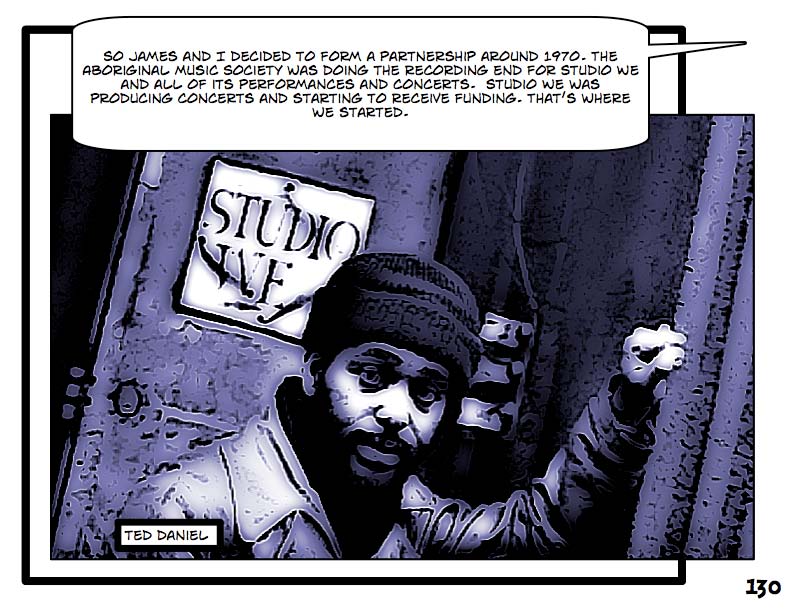 SO JAMES AND I DECIDED TO FORM A PARTNERSHIP AROUND 1970. THE
ABORIGINAL MUSIC SOCIETY WAS DOING THE RECORDING END FOR STUDIO WE
AND ALL OF ITS PERFORMANCES AND CONCERTS. STUDIO WE WAS
PRODUCING CONCERTS AND STARTING TO RECEIVE FUNDING. THAT'S WHERE
WE STARTED.
STUDIO
WE
TED DANIEL
130